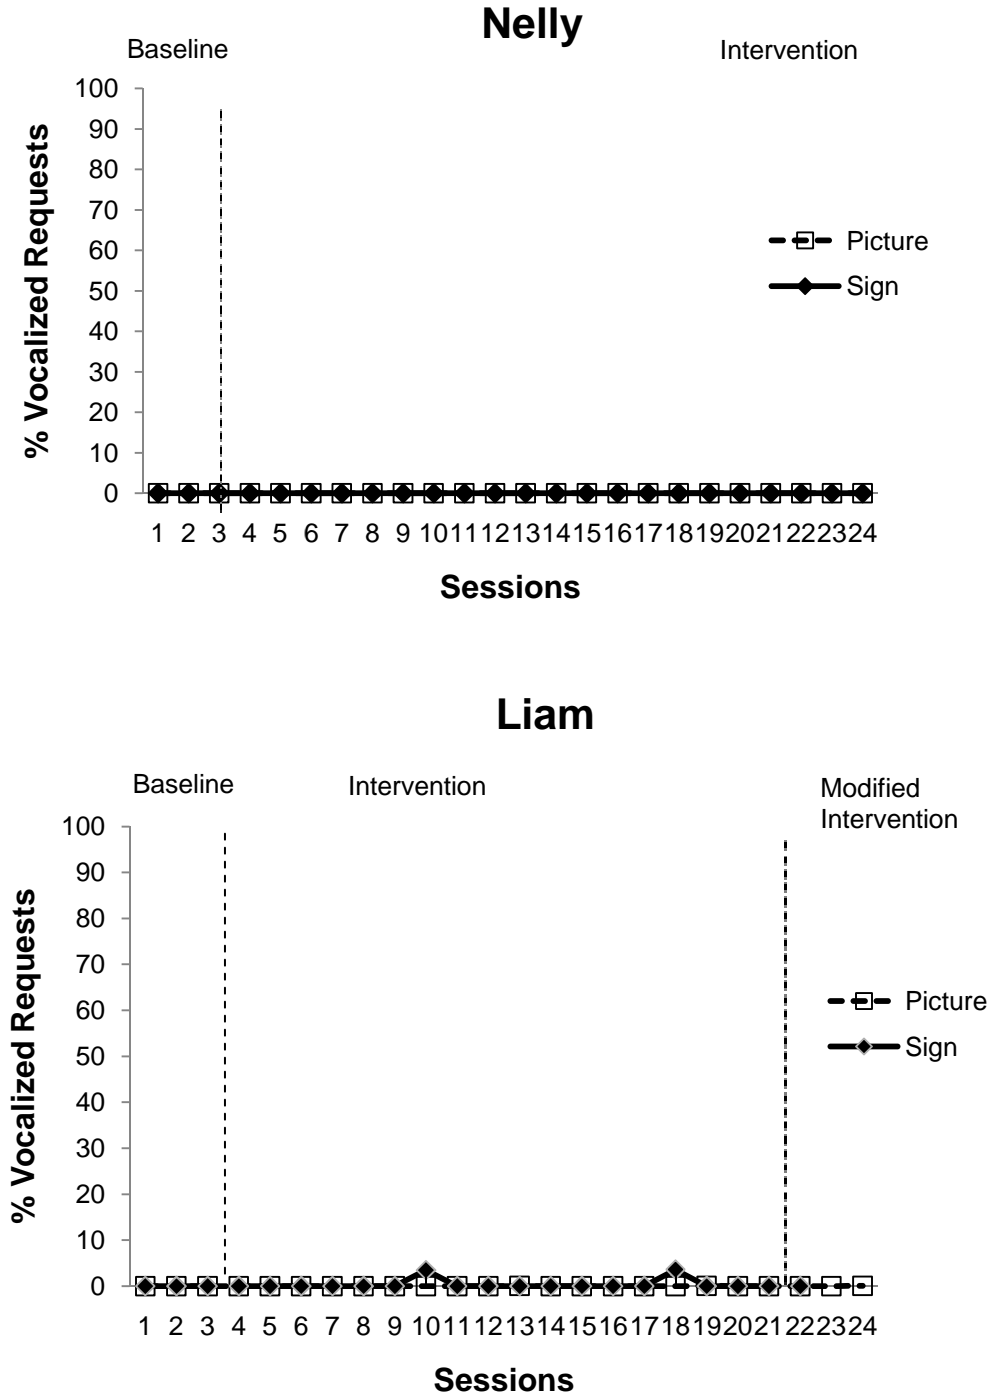 Nelly
Baseline
Intervention
100
90
80
70
60
50
40
30
20
10
0
% Vocalized Requests
Picture
Sign
1 2 3 4 5 6 7 8 9 10 11 12 13 14 15 16 17 18 19 20 21 22 23 24
Sessions
Liam
Baseline
Intervention
Modified
Intervention
100
90
80
70
60
50
40
30
20
10
0
% Vocalized Requests
Picture
Sign
1 2 3 4 5 6 7 8 9 10 11 12 13 14 15 16 17 18 19 20 21 22 23 24
Sessions